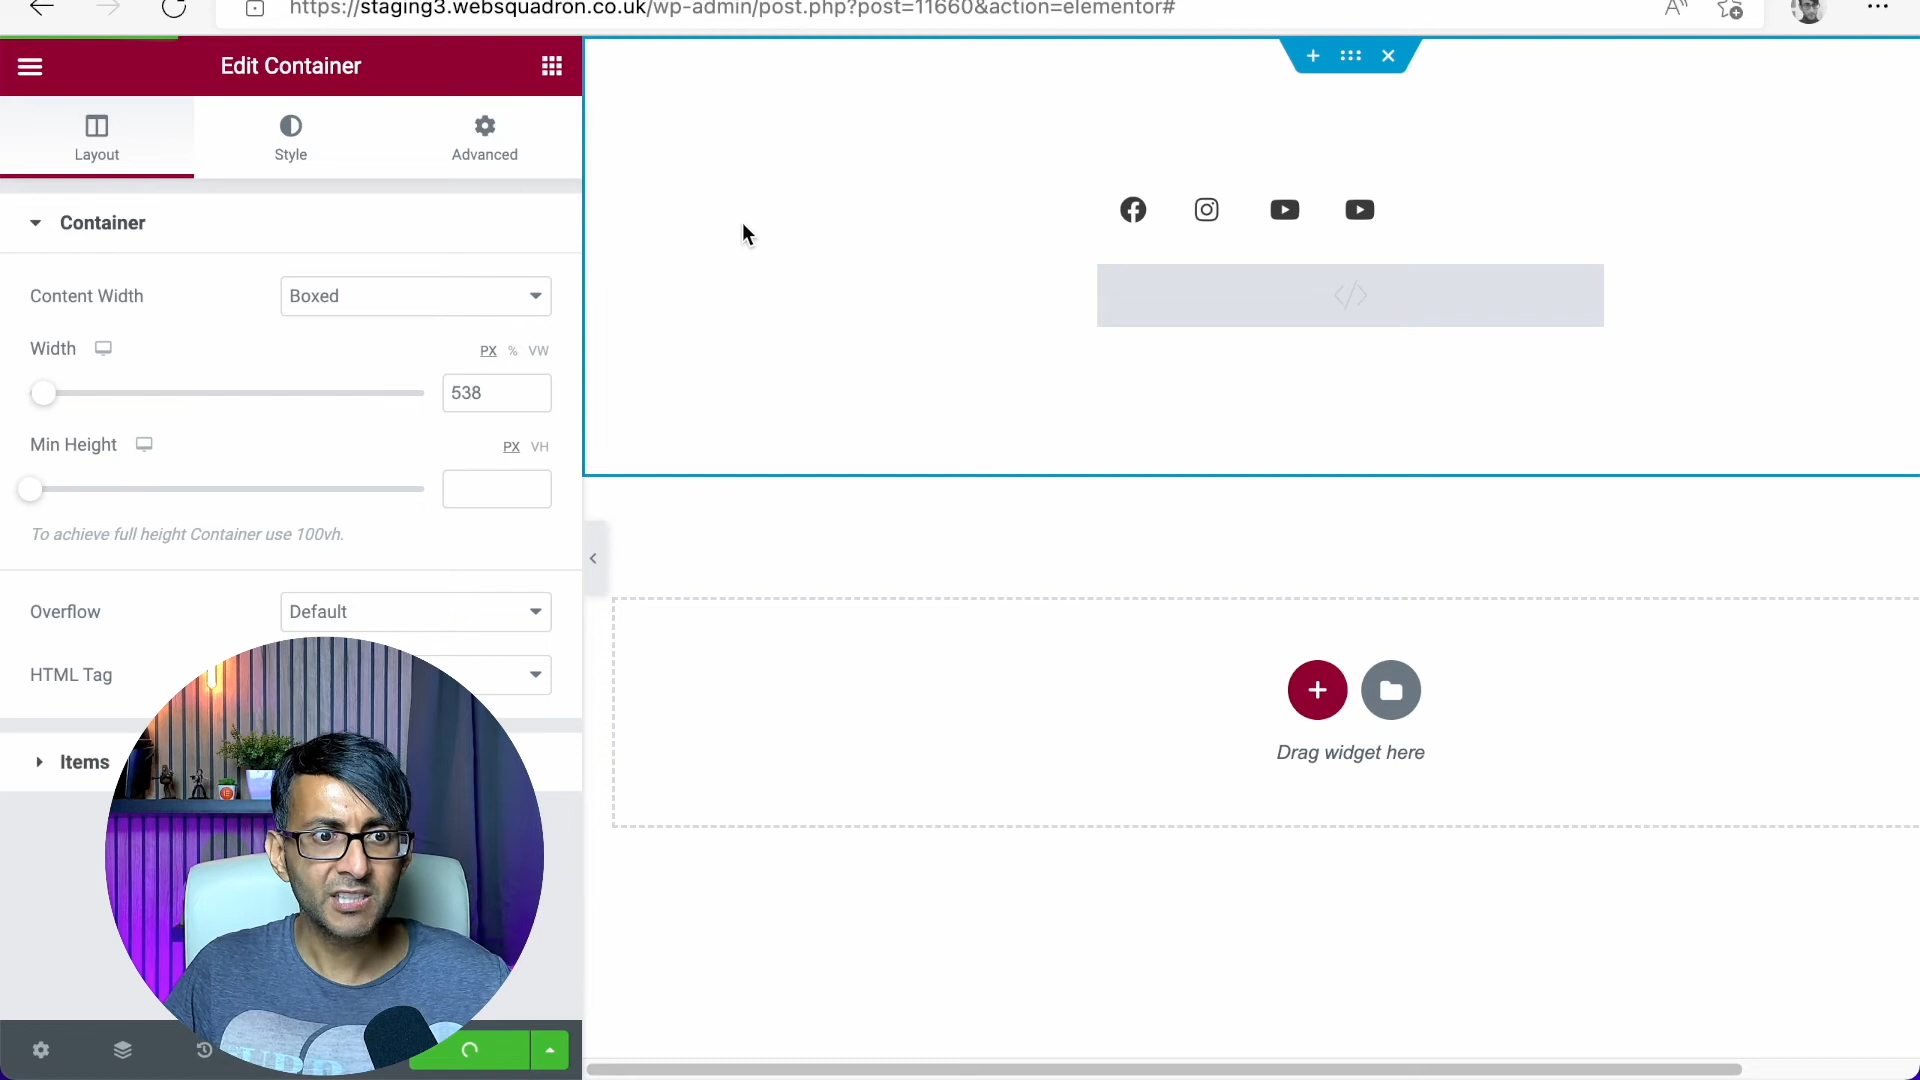 https://staging3.websquadron.co.uk/wp-admin/post.php?post=11660&action=elementor#
Edit Container
Layout
Style
Advanced
Container
Content Width
Boxed
Width
PX % VW
538
Min Height
PX VH
To achieve full height Container use 100vh.
Overflow
Default
HTML Tag
Items
Drag widget here